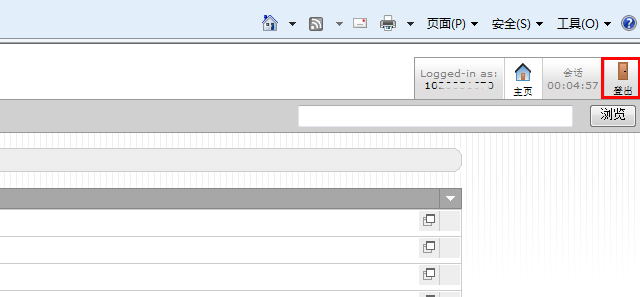 页面(P) 安全(S) 工具(O)
Logged-in as:
会话
00:04:57
主页
登出
浏览